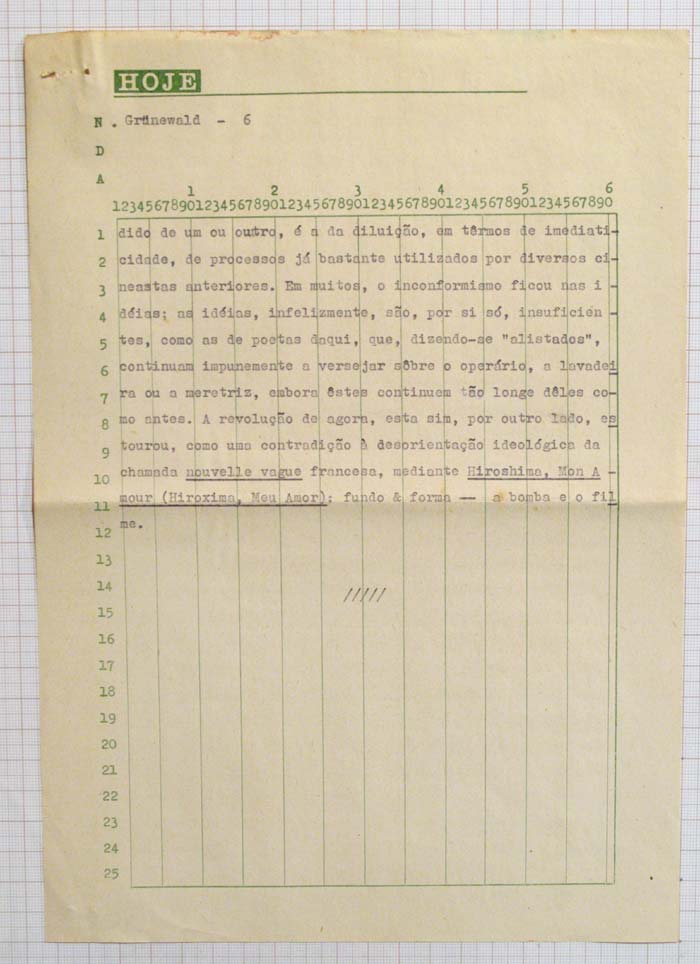 HOJE
N . Grünewald - 6
D
A
1 2 3 4 5 6
123456789012345678901234567890123456789012345678901234567890
1 dido de um ou outro, é a da diluição, em têrmos de imediati-
2 cidade, de processos já bastante utilizados por diversos ci-
3 neastas anteriores. Em muitos, o inconformismo ficou nas i -
4 déias; as idéias, infelizmente, são, por si só, insuficien -
5 tes, como as de poetas daqui, que, dizendo-se "alistados",
6 continuam impunemente a versejar sôbre o operário, a lavadei
7 ra ou a meretriz, embora êstes continuem tão longe dêles co-
8 mo antes. A revolução de agora, esta sim, por outro lado, es
9 tourou, como uma contradição à desorientação ideológica da
10 chamada nouvelle vague francesa, mediante Hiroshima, Mon A -
11 mour (Hiroxima, Meu Amor): fundo & forma — a bomba e o fil
12 me.
13
14 /////
15
16
17
18
19
20
21
22
23
24
25